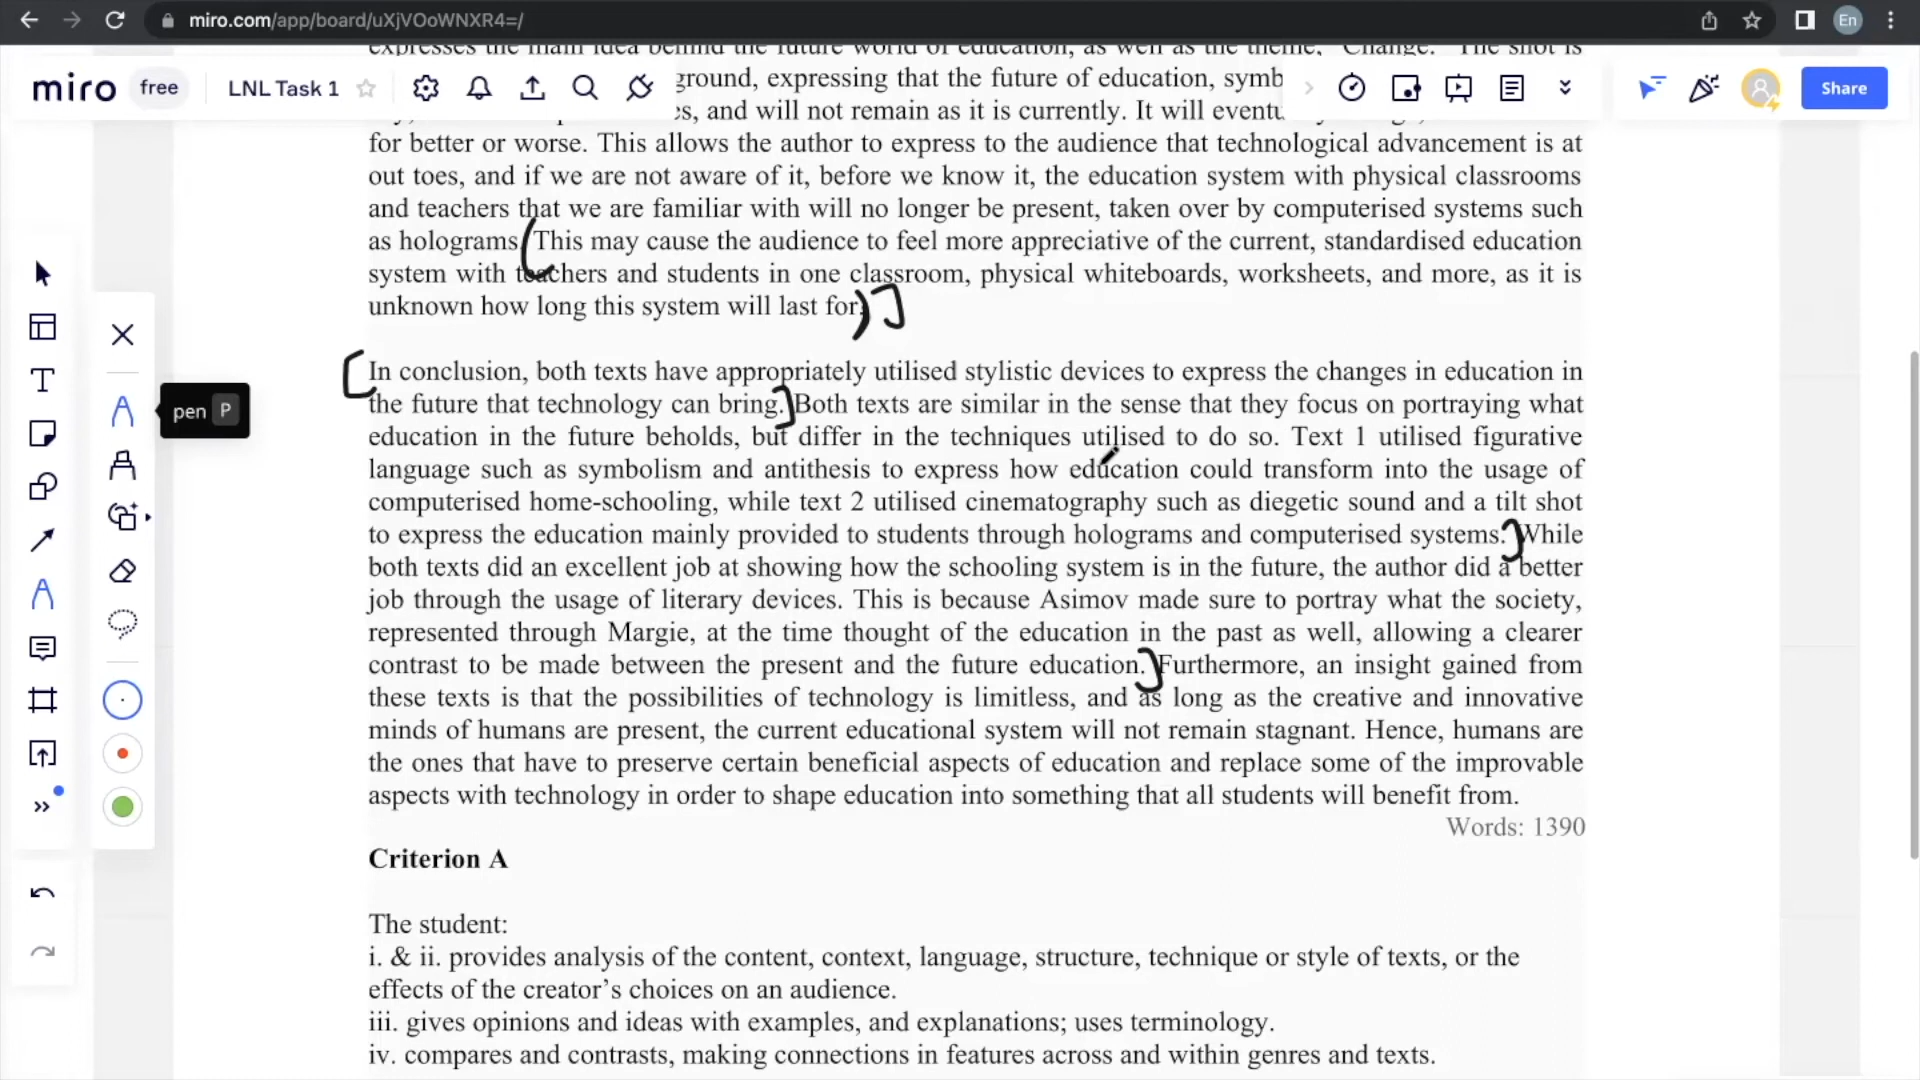 miro.com/app/board/uXjVOoWNXR4=/
En
expresses the main idea behind the future world of education, as well as the theme, "Change." The shot is
miro free LNL Task 1 ground, expressing that the future of education, symb Share
es, and will not remain as it is currently. It will eventu
for better or worse. This allows the author to express to the audience that technological advancement is at
out toes, and if we are not aware of it, before we know it, the education system with physical classrooms
and teachers that we are familiar with will no longer be present, taken over by computerised systems such
as holograms. This may cause the audience to feel more appreciative of the current, standardised education
system with teachers and students in one classroom, physical whiteboards, worksheets, and more, as it is
unknown how long this system will last for.
In conclusion, both texts have appropriately utilised stylistic devices to express the changes in education in
the future that technology can bring. Both texts are similar in the sense that they focus on portraying what
pen P
education in the future beholds, but differ in the techniques utilised to do so. Text 1 utilised figurative
language such as symbolism and antithesis to express how education could transform into the usage of
computerised home-schooling, while text 2 utilised cinematography such as diegetic sound and a tilt shot
to express the education mainly provided to students through holograms and computerised systems. While
both texts did an excellent job at showing how the schooling system is in the future, the author did a better
job through the usage of literary devices. This is because Asimov made sure to portray what the society,
represented through Margie, at the time thought of the education in the past as well, allowing a clearer
contrast to be made between the present and the future education. Furthermore, an insight gained from
these texts is that the possibilities of technology is limitless, and as long as the creative and innovative
minds of humans are present, the current educational system will not remain stagnant. Hence, humans are
the ones that have to preserve certain beneficial aspects of education and replace some of the improvable
aspects with technology in order to shape education into something that all students will benefit from.
Words: 1390
Criterion A
The student:
i. & ii. provides analysis of the content, context, language, structure, technique or style of texts, or the
effects of the creator's choices on an audience.
iii. gives opinions and ideas with examples, and explanations; uses terminology.
iv. compares and contrasts, making connections in features across and within genres and texts.